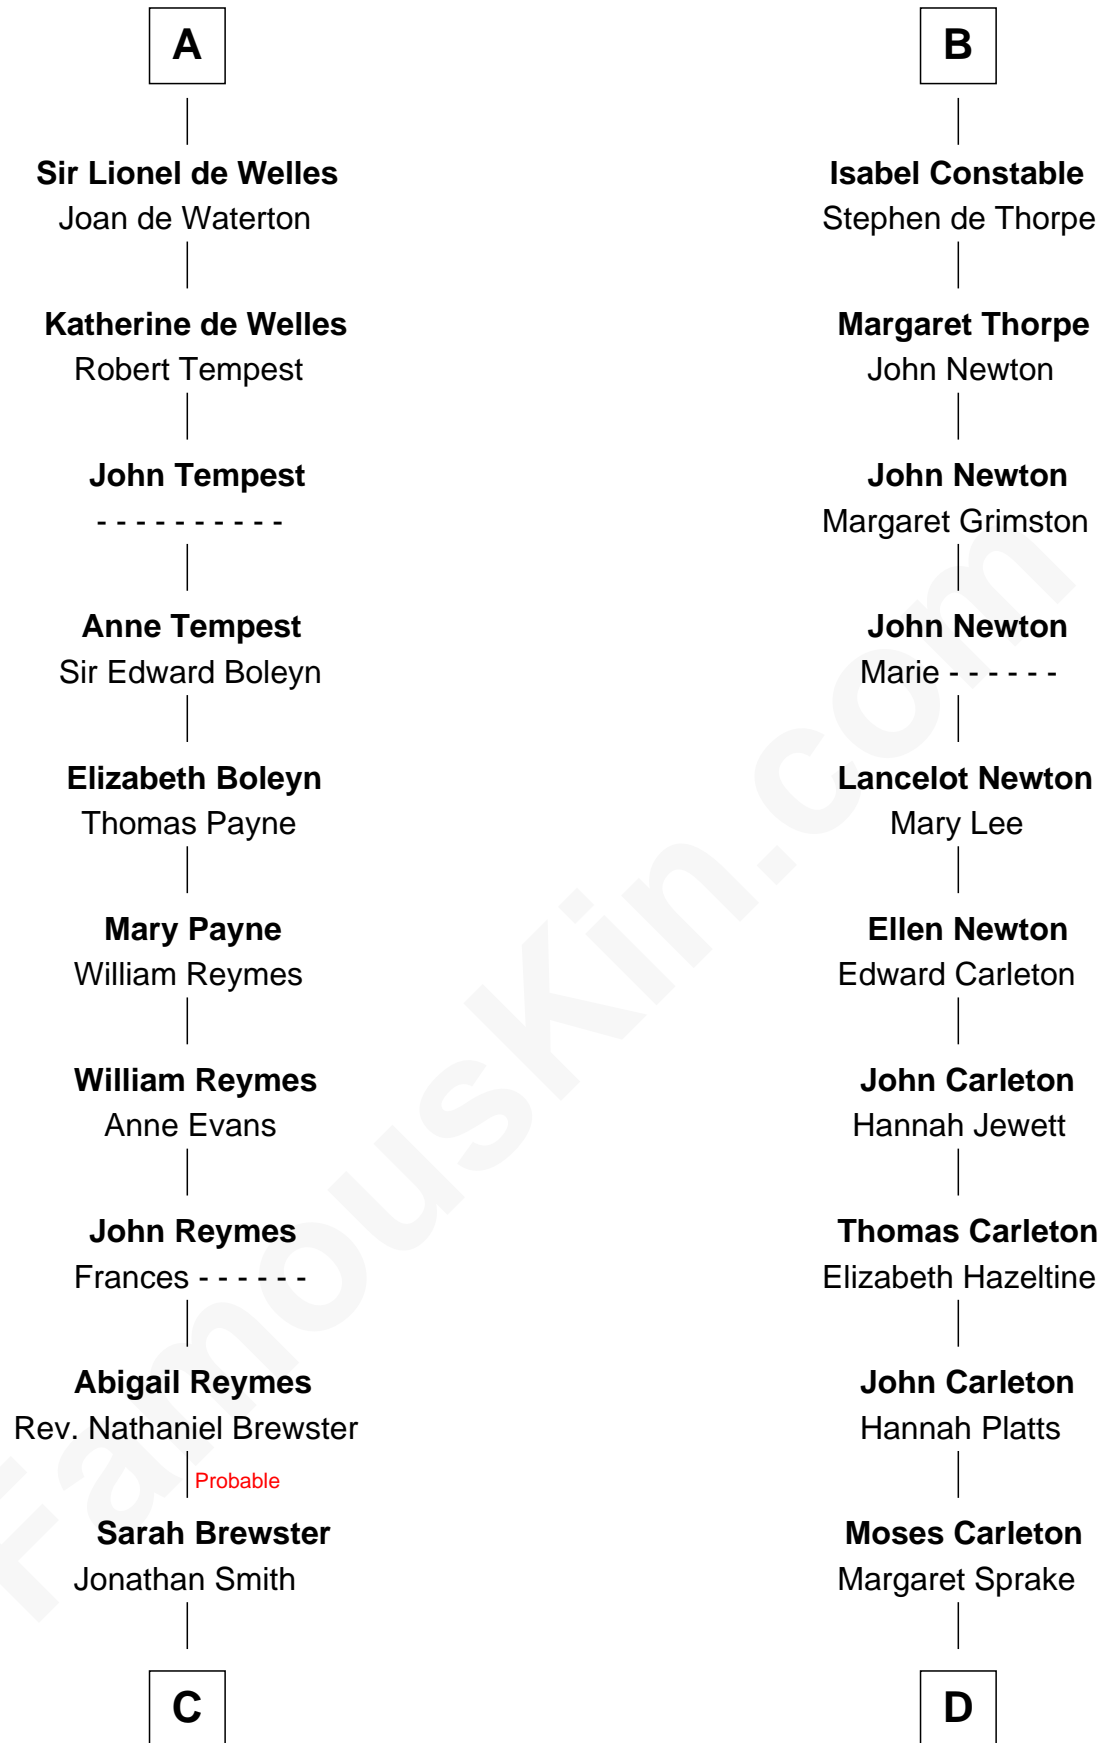 A
Sir Lionel de Welles
Joan de Waterton
Katherine de Welles
Robert Tempest
John Tempest
- - - - - - - - - -
Anne Tempest
Sir Edward Boleyn
Elizabeth Boleyn
Thomas Payne
Mary Payne
William Reymes
William Reymes
Anne Evans
John Reymes
Frances - - - - - -
Abigail Reymes
Rev. Nathaniel Brewster
Probable
Sarah Brewster
Jonathan Smith
C
B
Isabel Constable
Stephen de Thorpe
Margaret Thorpe
John Newton
John Newton
Margaret Grimston
John Newton
Marie - - - - - -
Lancelot Newton
Mary Lee
Ellen Newton
Edward Carleton
John Carleton
Hannah Jewett
Thomas Carleton
Elizabeth Hazeltine
John Carleton
Hannah Platts
Moses Carleton
Margaret Sprake
D
FamousKin.com